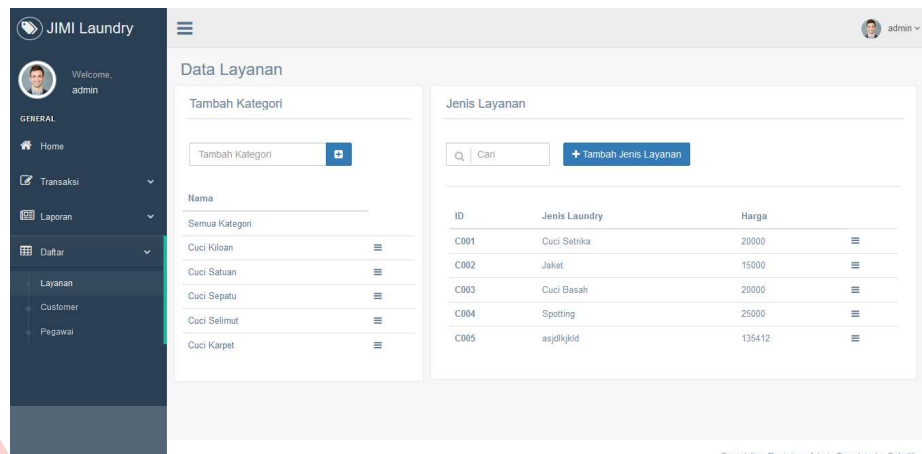 JIMI Laundry
admin
Welcome,
admin
GENERAL
Home
Transaksi
Laporan
Daftar
Layanan
Customer
Pegawai
Data Layanan
Tambah Kategori
Tambah Kategori
Nama
Semua Kategori
Cuci Kiloan
Cuci Satuan
Cuci Sepatu
Cuci Selimut
Cuci Karpet
Jenis Layanan
Cari
Tambah Jenis Layanan
ID Jenis Laundry Harga
C001 Cuci Setrika 20000
C002 Jaket 15000
C003 Cuci Basah 20000
C004 Spotting 25000
C005 asjdlkjkld 135412